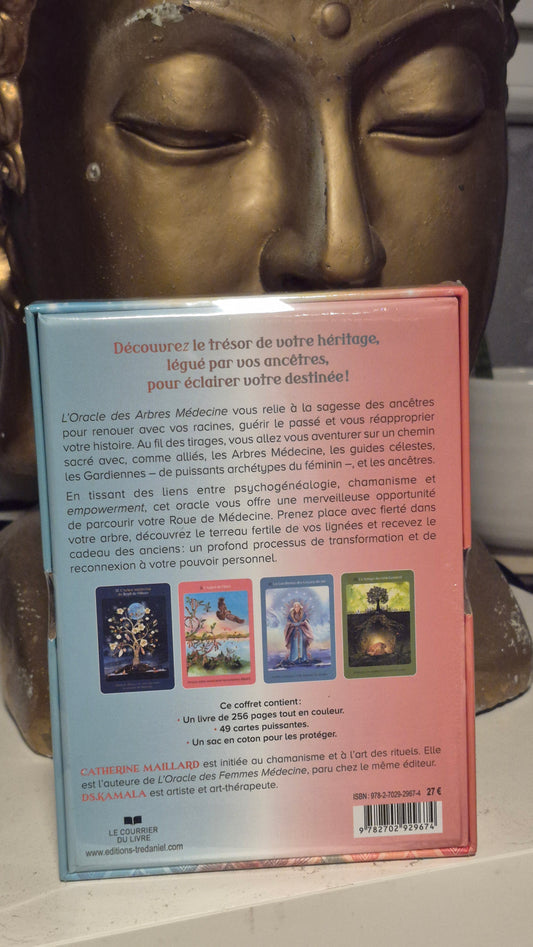 Découvrez le trésor de votre héritage,
légué par vos ancêtres,
pour éclairer votre destinée !
L'Oracle des Arbres Médecine vous relie à la sagesse des ancêtres
pour renouer avec vos racines, guérir le passé et vous réapproprier
votre histoire. Au fil des tirages, vous allez vous aventurer sur un chemin
sacré avec, comme alliés, les Arbres Médecine, les guides célestes,
les Gardiennes – de puissants archétypes du féminin –, et les ancêtres.
En tissant des liens entre psychogénéalogie, chamanisme et
empowerment, cet oracle vous offre une merveilleuse opportunité
de parcourir votre Roue de Médecine. Prenez place avec fierté dans
votre arbre, découvrez le terreau fertile de vos lignées et recevez le
cadeau des anciens : un profond processus de transformation et de
reconnexion à votre pouvoir personnel.
Ce coffret contient :
• Un livre de 256 pages tout en couleur.
• 49 cartes puissantes.
• Un sac en coton pour les protéger.
CATHERINE MAILLARD est initiée au chamanisme et à l'art des rituels. Elle
est l'auteure de L'Oracle des Femmes Médecine, paru chez le même éditeur.
DS.KAMALA est artiste et art-thérapeute.
ISBN : 978-2-7029-2967-4 27 €
9 782702 929674
LE COURRIER
DU LIVRE
www.editions-tredaniel.com